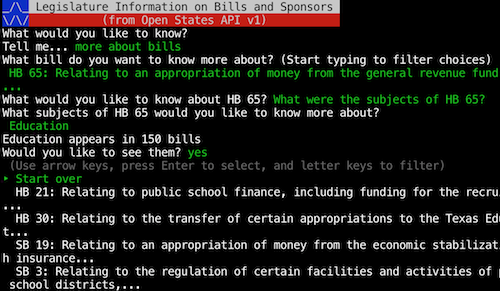 Legislature Information on Bills and Sponsors
(from Open States API v1)
What would you like to know?
Tell me... more about bills
What bill do you want to know more about? (Start typing to filter choices)
HB 65: Relating to an appropriation of money from the general revenue fund
...
What would you like to know about HB 65? What were the subjects of HB 65?
What subjects of HB 65 would you like to know more about?
Education
Education appears in 150 bills
Would you like to see them? yes
(Use arrow keys, press Enter to select, and letter keys to filter)
‣ Start over
HB 21: Relating to public school finance, including funding for the recru
...
HB 30: Relating to the transfer of certain appropriations to the Texas Ed
t...
SB 19: Relating to an appropriation of money from the economic stabilizat
h insurance...
SB 3: Relating to the regulation of certain facilities and activities of p
school districts,...